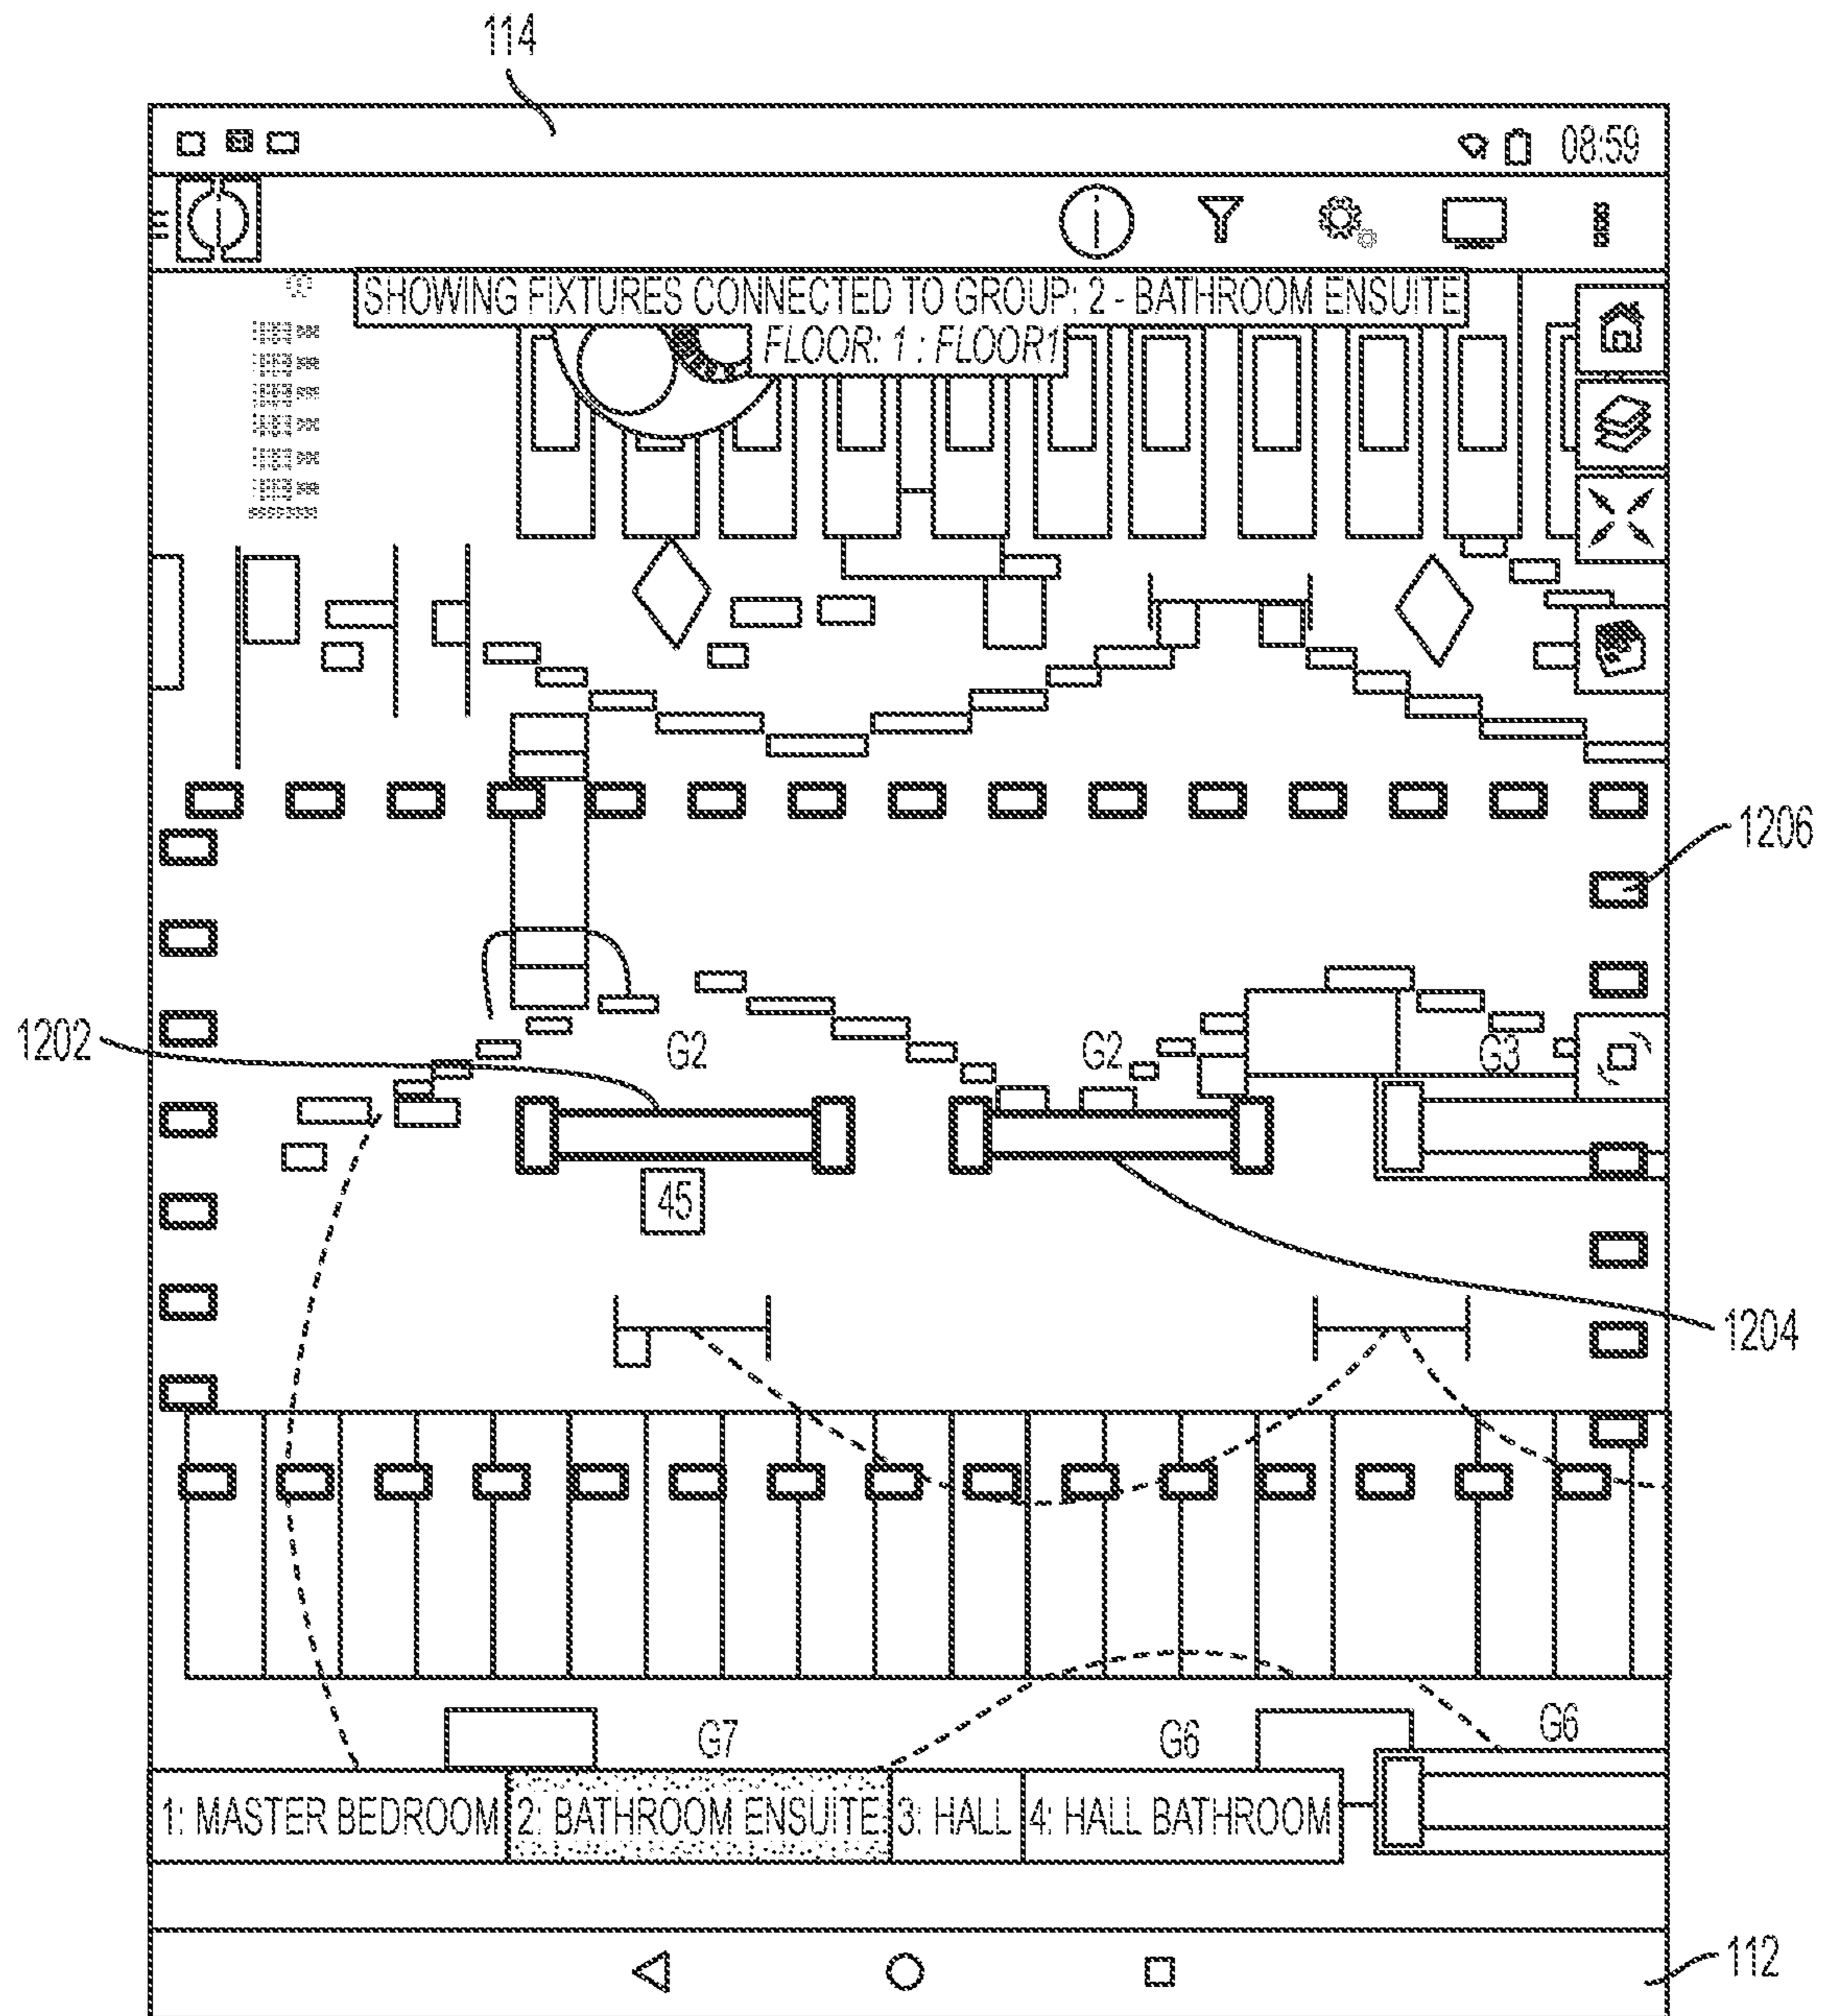 114
08:59
SHOWING FIXTURES CONNECTED TO GROUP: 2 - BATHROOM ENSUITE
FLOOR: 1 : FLOOR1
1206
1202
G2
G2
G3
45
1204
G7
G6
G6
1: MASTER BEDROOM
2: BATHROOM ENSUITE
3: HALL
4: HALL BATHROOM
112